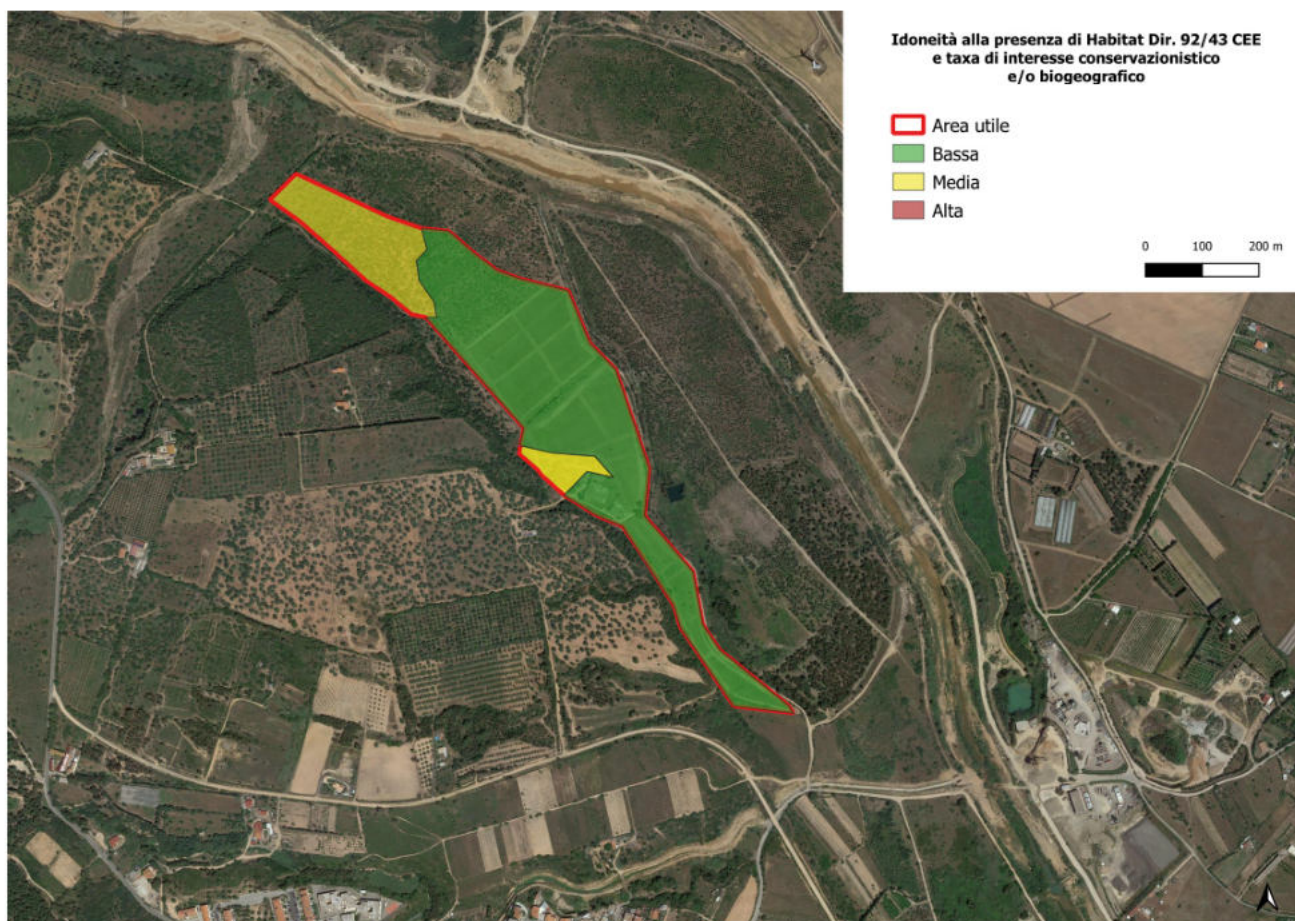 Idoneità alla presenza di Habitat Dir. 92/43 CEE
e taxa di interesse conservazionistico
e/o biogeografico
Area utile
Bassa
Media
Alta
0 100 200 m